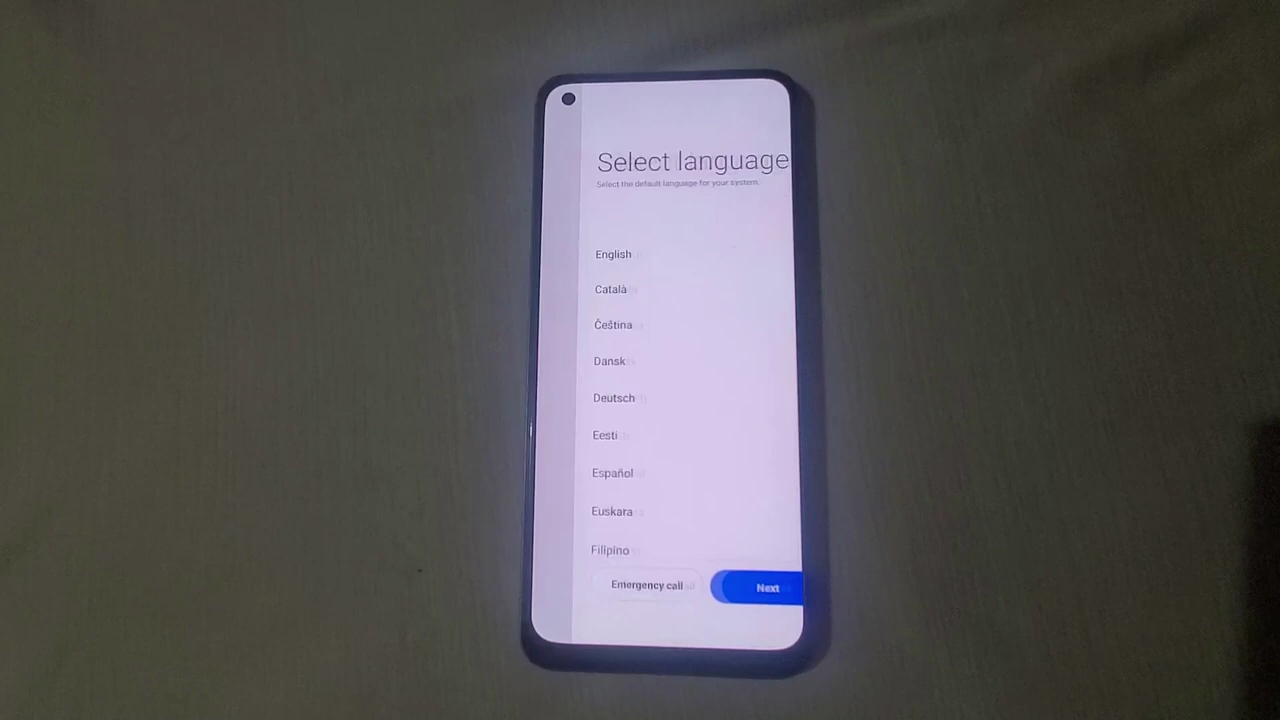 Select language
Select the default language for your system.
English
Català
Čeština
Dansk
Deutsch
Eesti
Español
Euskara
Filipino
Emergency call
Next